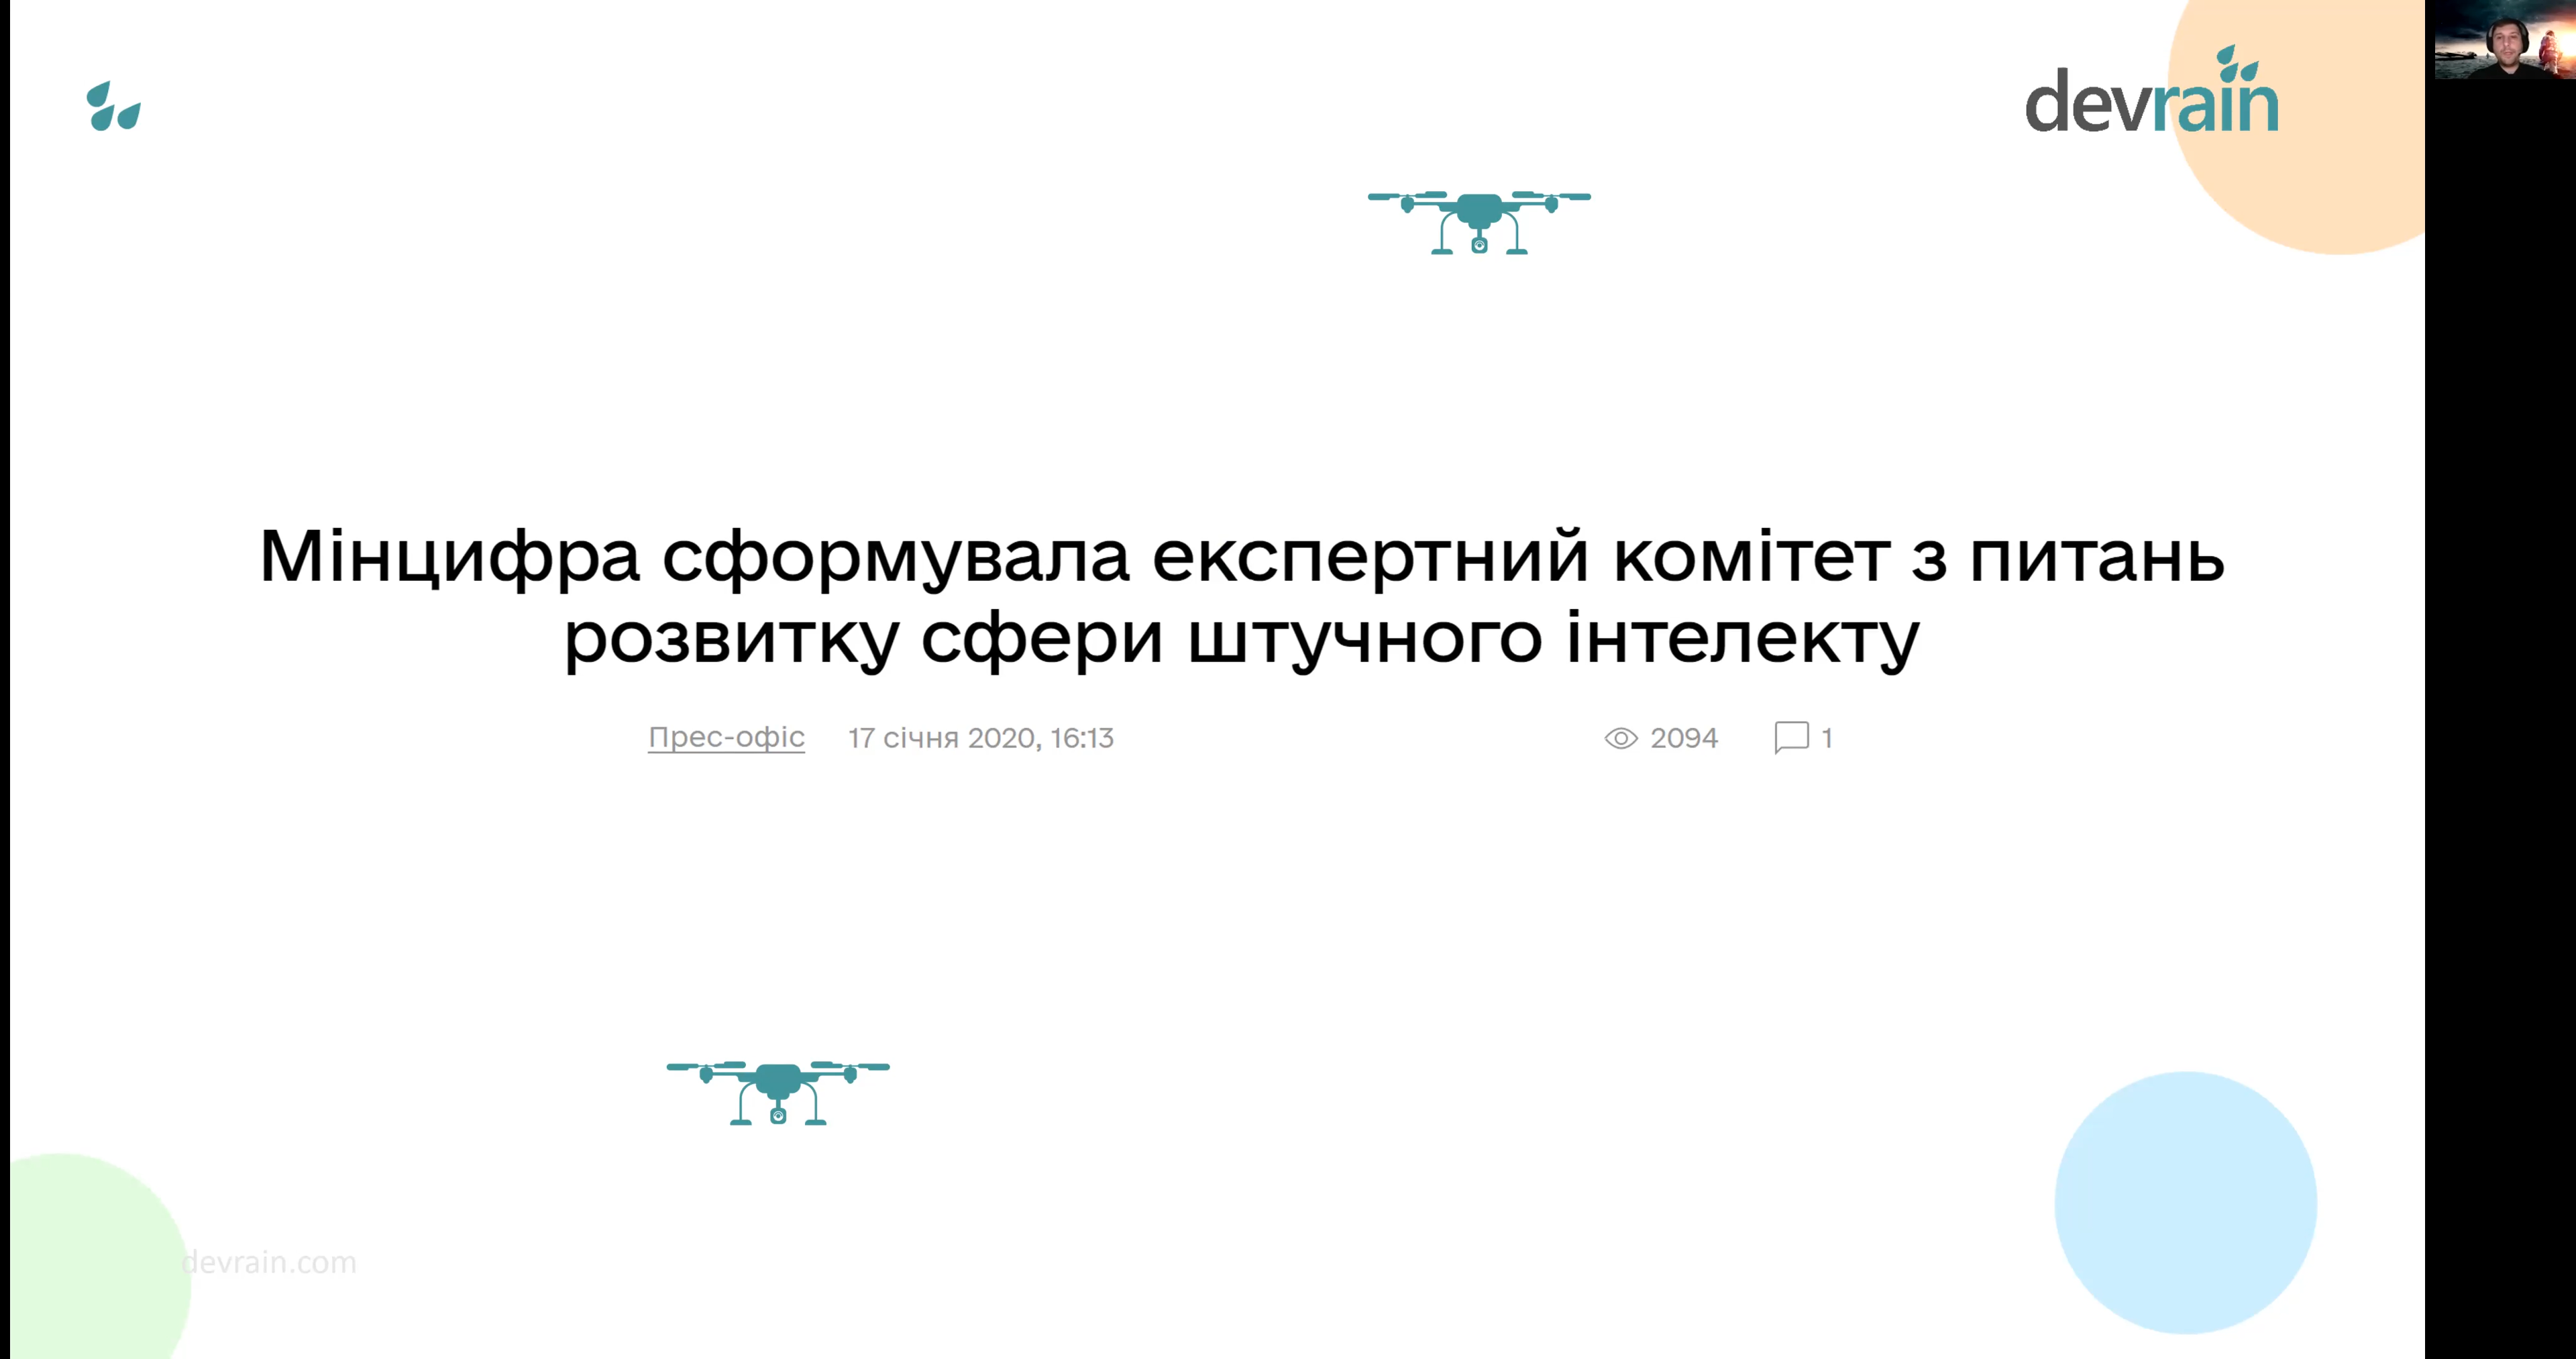 devrain
Мінцифра сформувала експертний комітет з питань
розвитку сфери штучного інтелекту
Прес-офіс 17 січня 2020, 16:13 2094 1
devrain.com